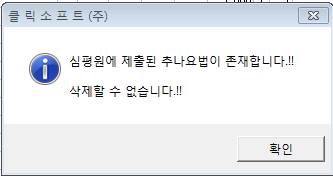 클 릭 소 프 트 (주)
심평원에 제출된 추나요법이 존재합니다.!!
삭제할 수 없습니다.!!
확인